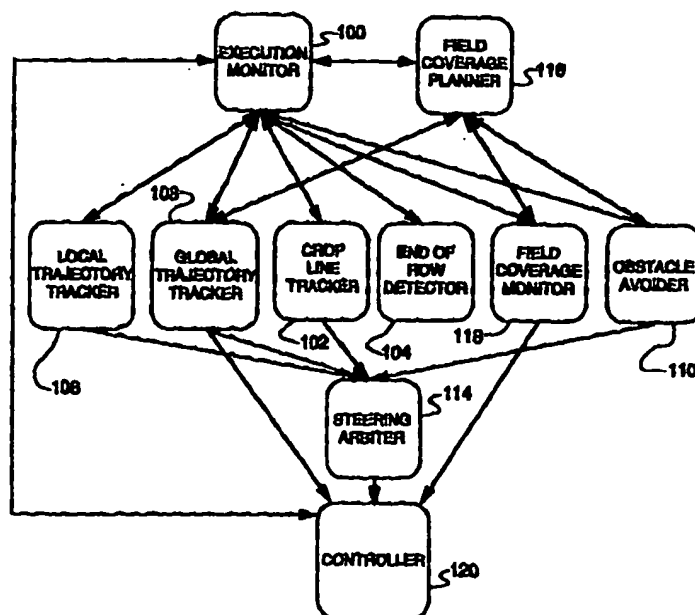 EXECUTION
MONITOR
100
FIELD
COVERAGE
PLANNER
116
LOCAL
TRAJECTORY
TRACKER
106
108
GLOBAL
TRAJECTORY
TRACKER
CROP
LINE
TRACKER
102
END OF
ROW
DETECTOR
104
FIELD
COVERAGE
MONITOR
118
OBSTACLE
AVOIDER
110
STEERING
ARBITER
114
CONTROLLER
120